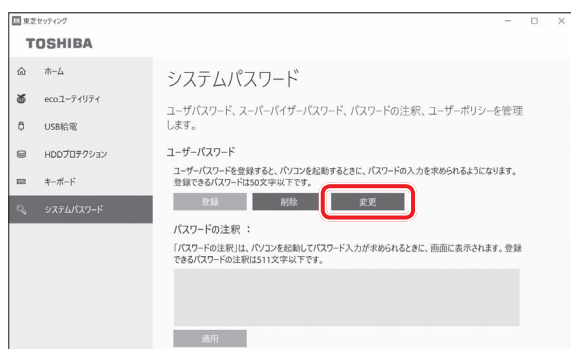 東芝セッティング
TOSHIBA
ホーム
ecoユーティリティ
USB給電
HDDプロテクション
キーボード
システムパスワード
システムパスワード
ユーザパスワード、スーパーバイザーパスワード、パスワードの注釈、ユーザーポリシーを管理
します。
ユーザーパスワード
ユーザーパスワードを登録すると、パソコンを起動するときに、パスワードの入力を求められるようになります。
登録できるパスワードは50文字以下です。
登録 削除 変更
パスワードの注釈 :
「パスワードの注釈」は、パソコンを起動してパスワード入力が求められるときに、画面に表示されます。登録
できるパスワードの注釈は511文字以下です。
適用